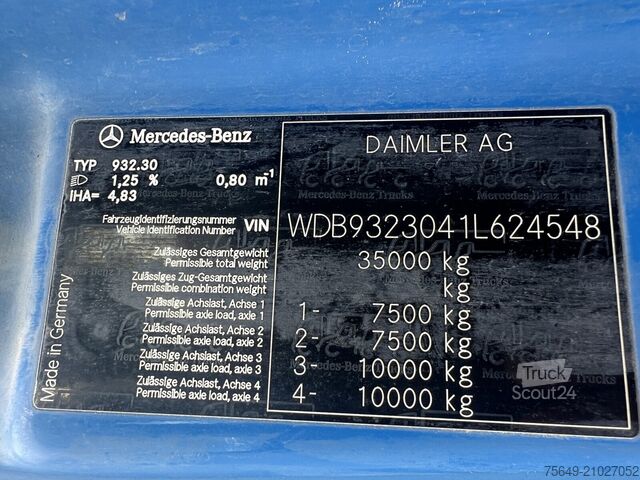 Mercedes-Benz
DAIMLER AG
TYP 932.30
1,25 % 0,80 m-1
IHA= 4,83
Fahrzeugidentifizierungsnummer
Vehicle Identification Number VIN WDB9323041L624548
Zulässiges Gesamtgewicht
Permissible total weight 35000 kg
Zulässiges Zug-Gesamtgewicht
Permissible combination weight kg
Zulässige Achslast, Achse 1
Permissible axle load, axle 1 1- 7500 kg
Zulässige Achslast, Achse 2
Permissible axle load, axle 2 2- 7500 kg
Zulässige Achslast, Achse 3
Permissible axle load, axle 3 3- 10000 kg
Zulässige Achslast, Achse 4
Permissible axle load, axle 4 4- 10000 kg
Made in Germany
Mercedes-Benz Trucks
Truck
Scout24
75649-21027052